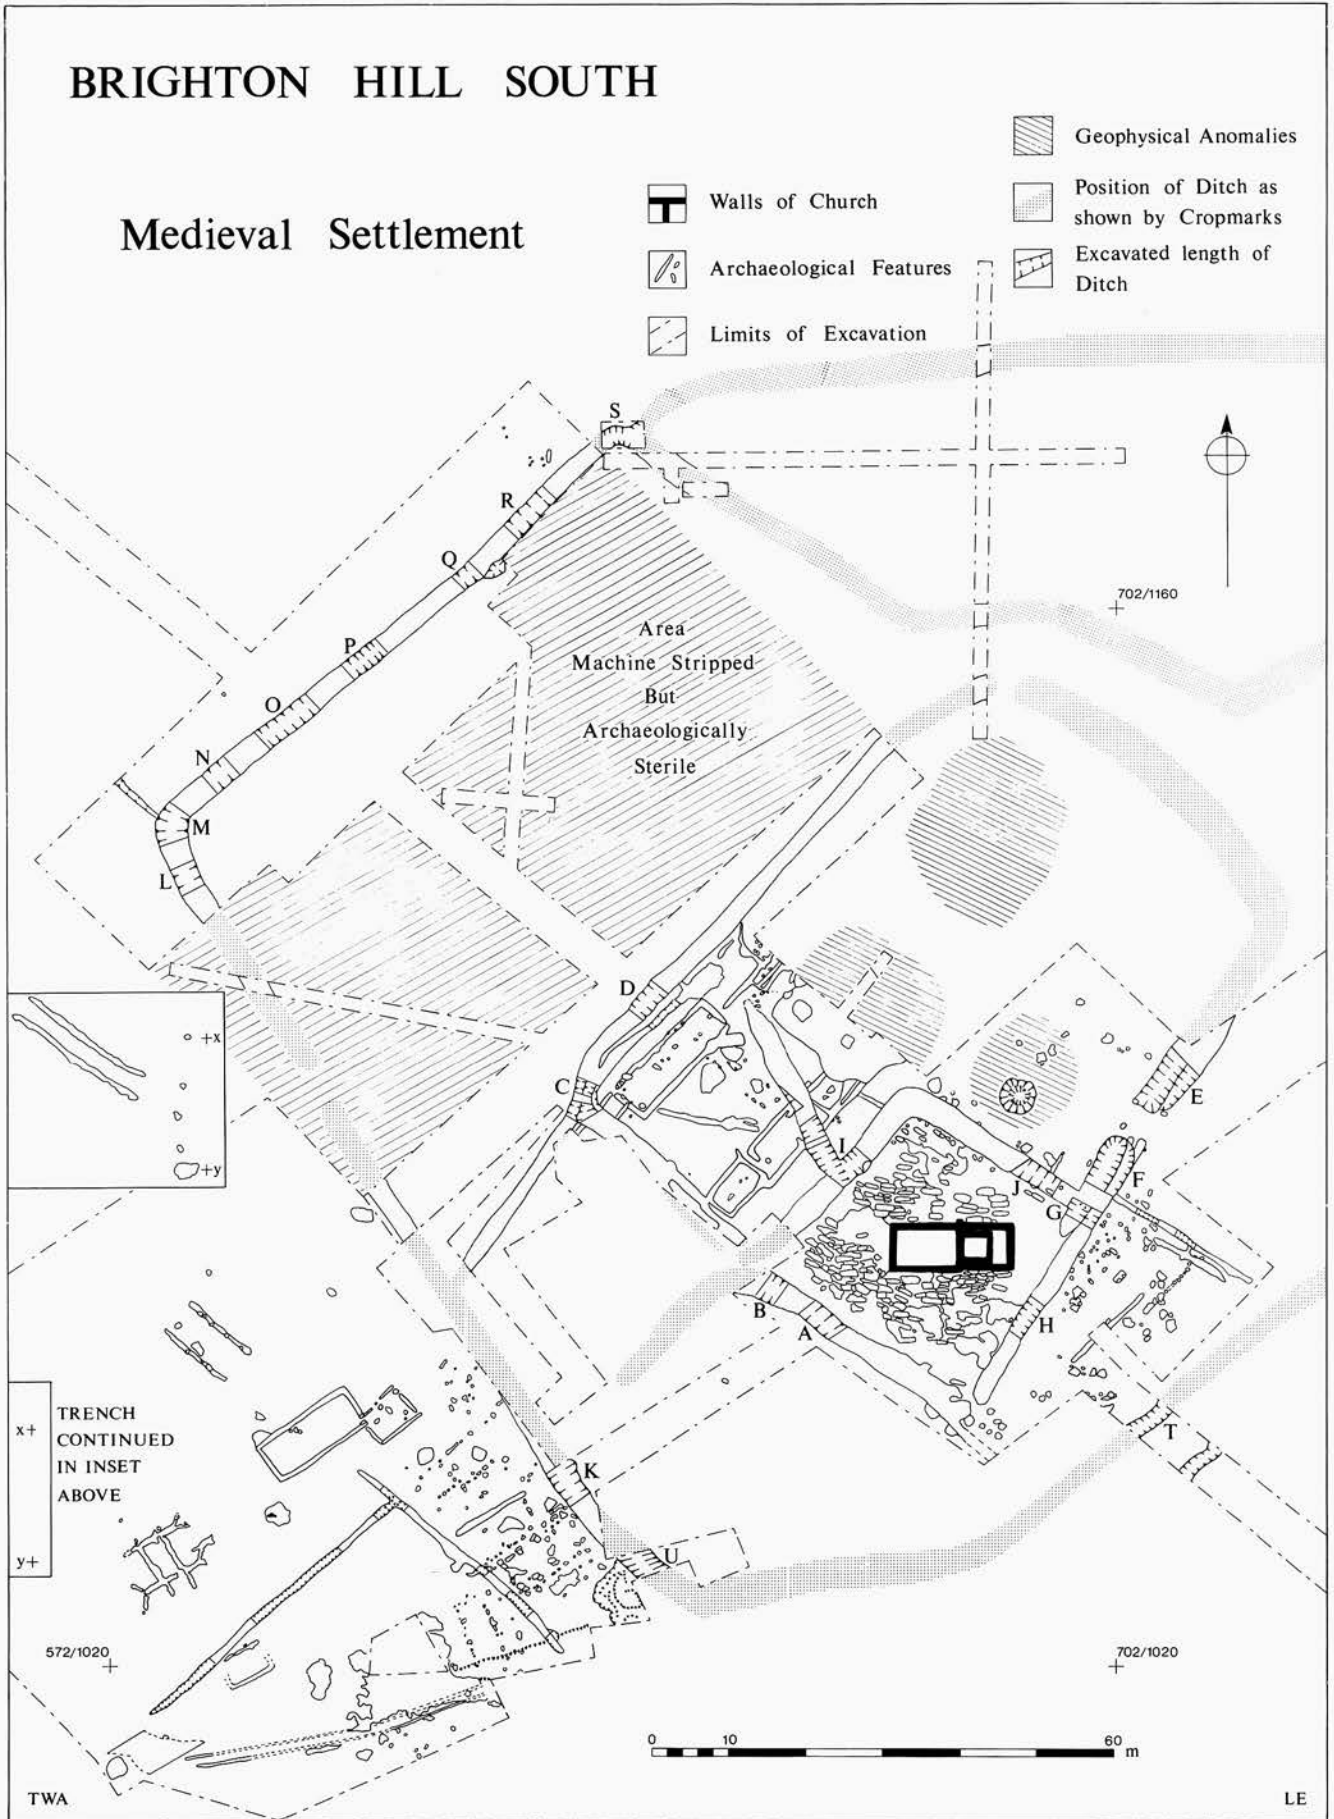 BRIGHTON HILL SOUTH
Medieval Settlement
Walls of Church
Archaeological Features
Limits of Excavation
Geophysical Anomalies
Position of Ditch as
shown by Cropmarks
Excavated length of
Ditch
S
R
Q
702/1160
P
Area
Machine Stripped
But
Archaeologically
Sterile
O
N
M
L
D
+x
C
E
+y
I
F
J
G
B
A
H
x+
TRENCH
CONTINUED
IN INSET
ABOVE
y+
T
K
U
572/1020
702/1020
0 10 60 m
TWA
LE